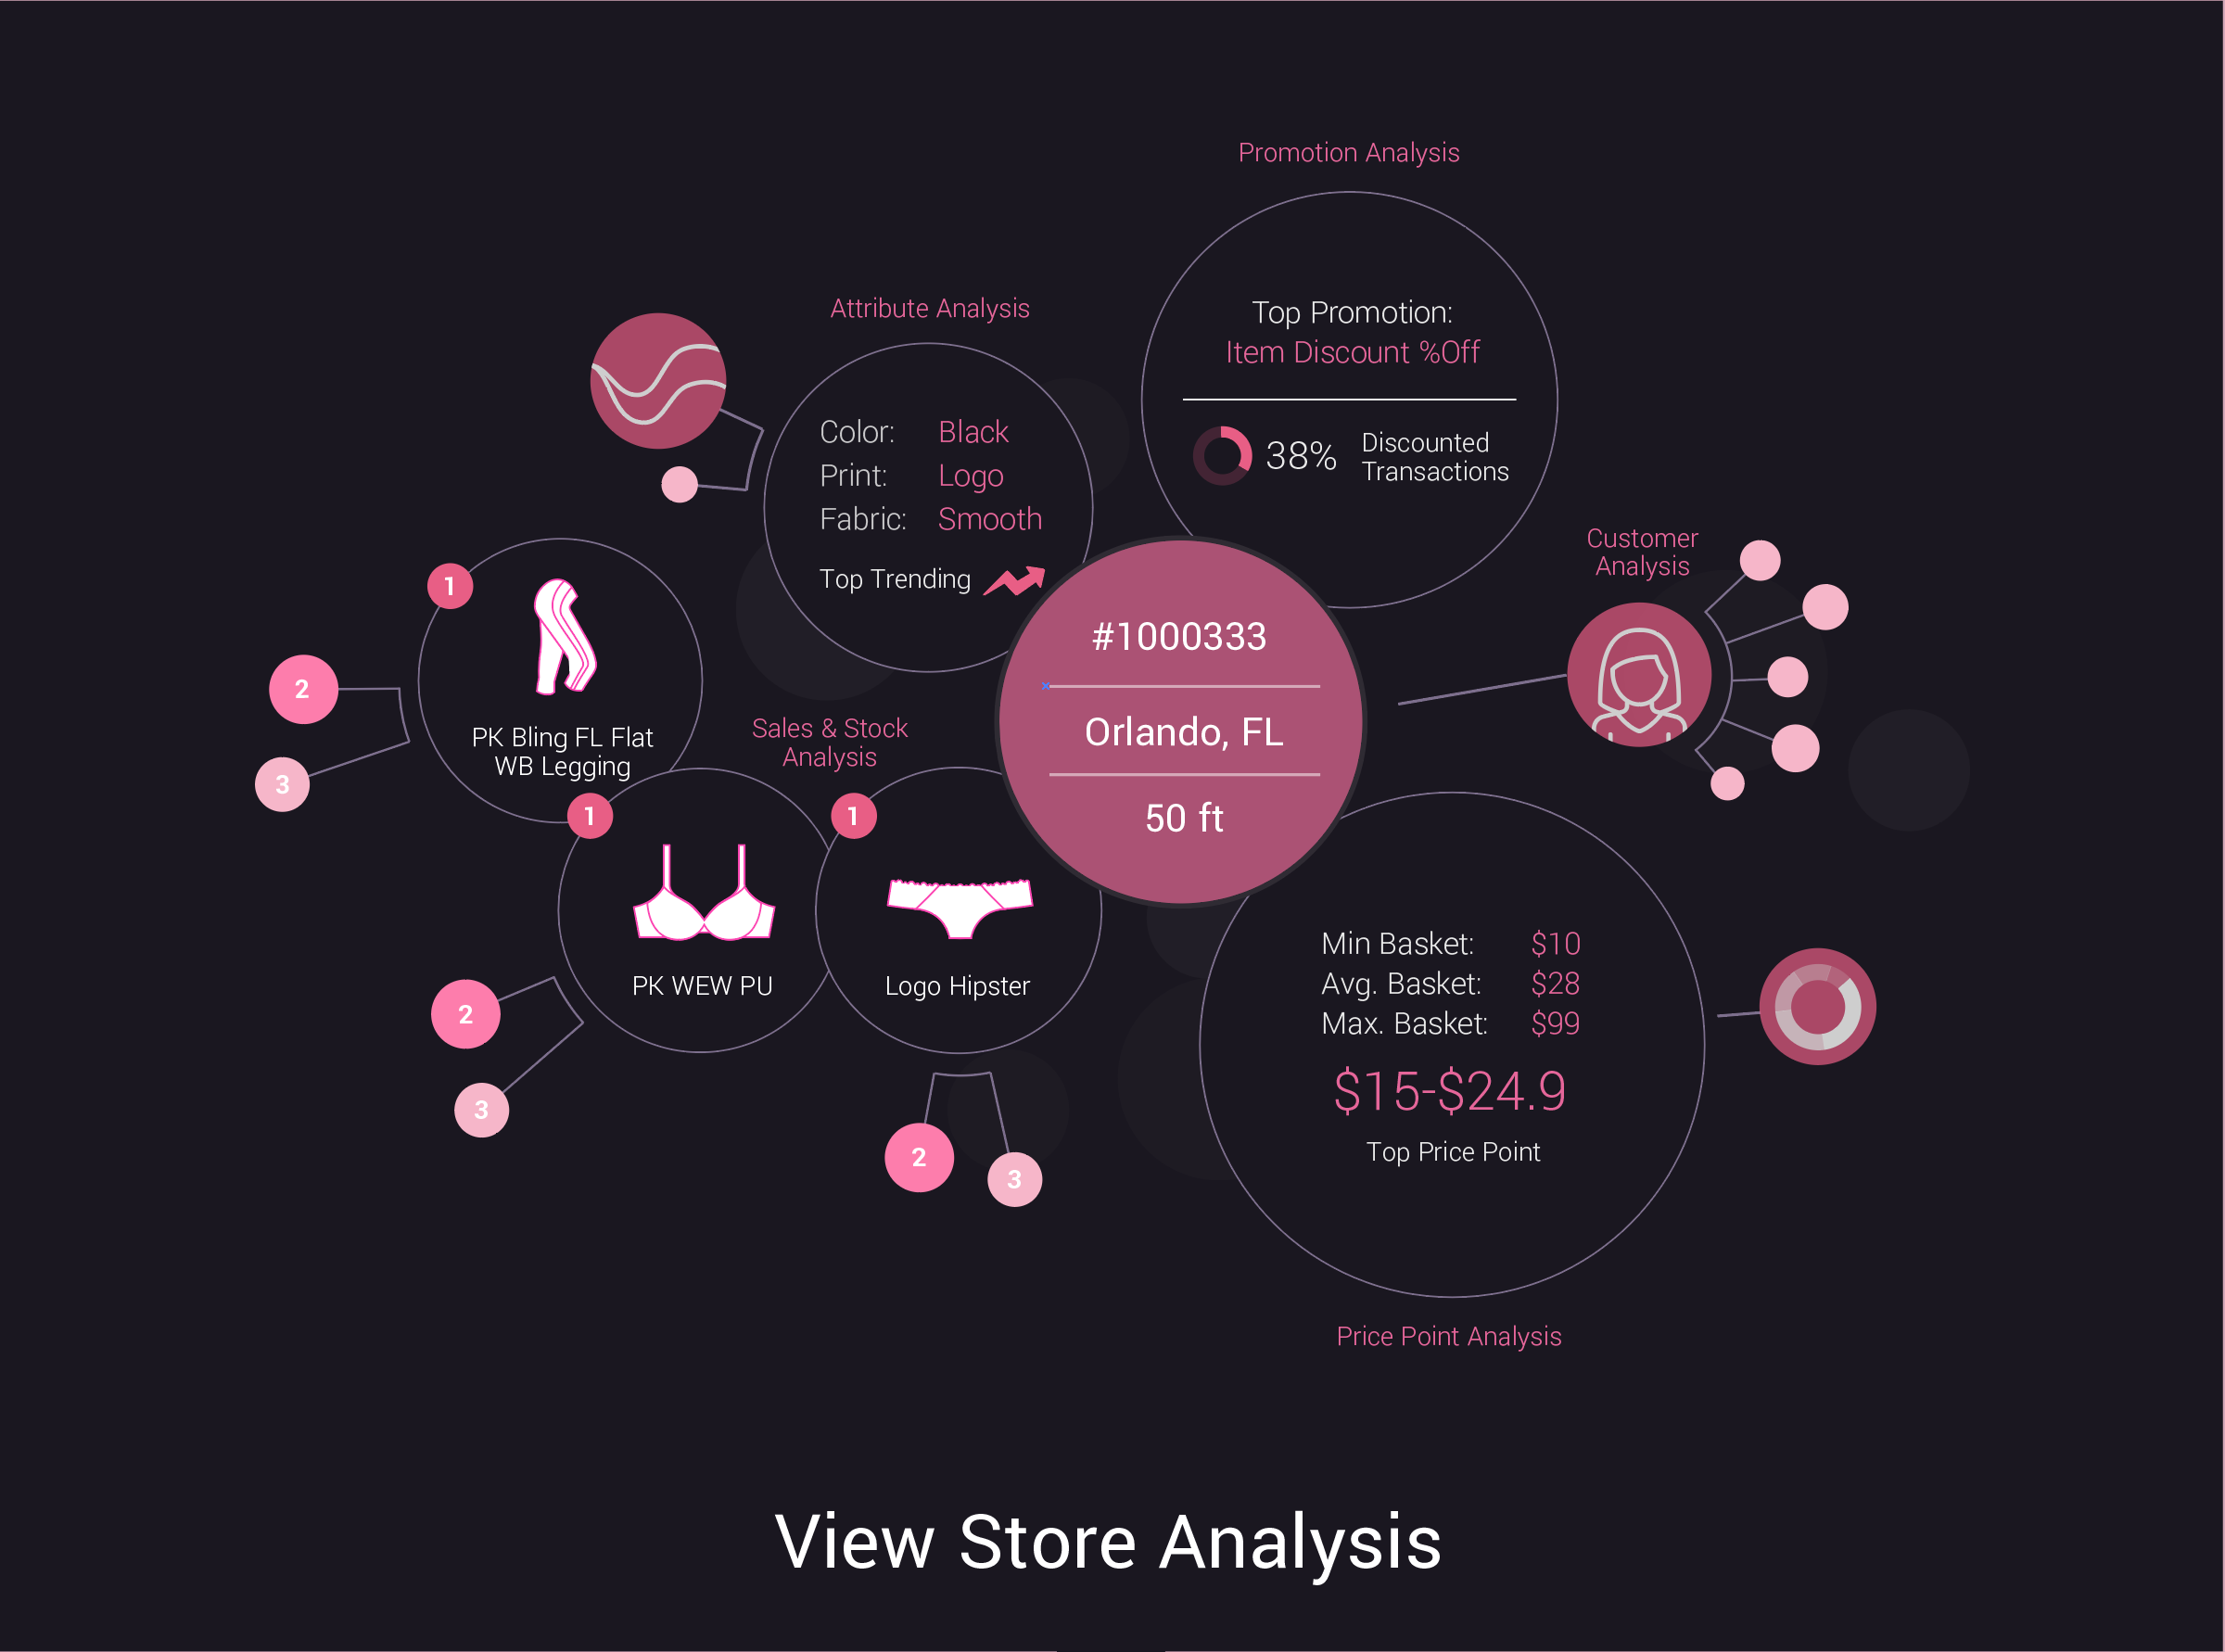 Promotion Analysis
Top Promotion:
Item Discount %Off
38%
Discounted
Transactions
Attribute Analysis
Color: Black
Print: Logo
Fabric: Smooth
Top Trending
Customer
Analysis
#1000333
Orlando, FL
50 ft
1
PK Bling FL Flat
WB Legging
2
3
Sales & Stock
Analysis
1
PK WEW PU
2
3
1
Logo Hipster
2
3
Min Basket: $10
Avg. Basket: $28
Max. Basket: $99
$15-$24.9
Top Price Point
Price Point Analysis
View Store Analysis